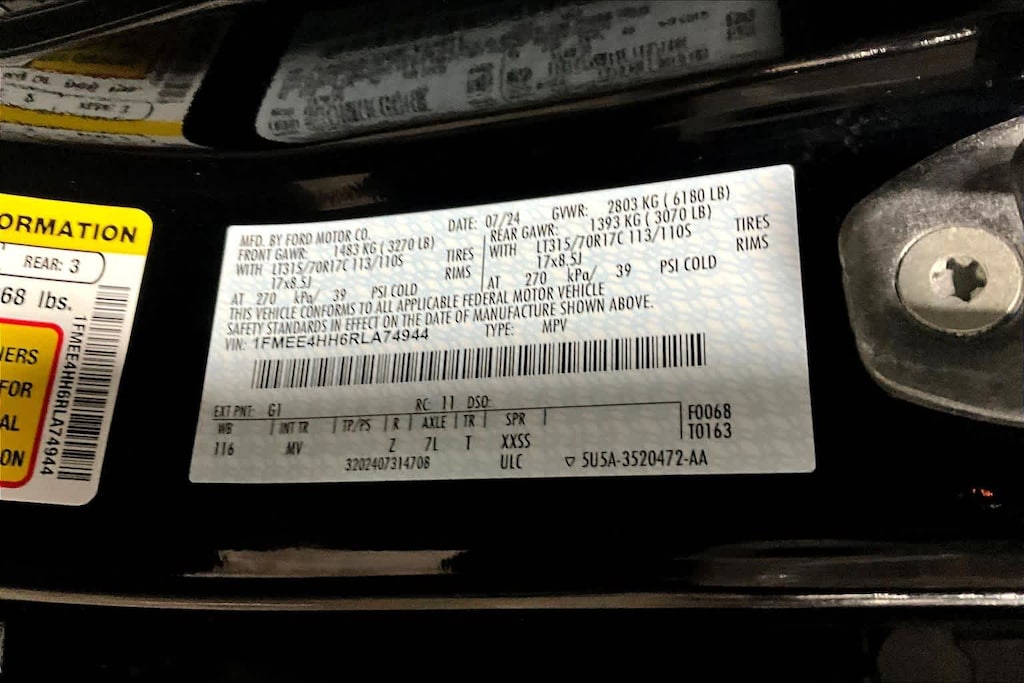 ORMATION
REAR: 3
68 lbs.
NERS
FOR
AL
ON
1FMEE4HH6RLA74944
MFD. BY FORD MOTOR CO. DATE: 07/24 GVWR: 2803 KG ( 6180 LB)
FRONT GAWR: 1483 KG ( 3270 LB) REAR GAWR: 1393 KG ( 3070 LB)
WITH LT315/70R17C 113/110S TIRES WITH LT315/70R17C 113/110S TIRES
17x8.5J RIMS 17x8.5J RIMS
AT 270 kPa/ 39 PSI COLD AT 270 kPa/ 39 PSI COLD
THIS VEHICLE CONFORMS TO ALL APPLICABLE FEDERAL MOTOR VEHICLE
SAFETY STANDARDS IN EFFECT ON THE DATE OF MANUFACTURE SHOWN ABOVE.
VIN: 1FMEE4HH6RLA74944 TYPE: MPV
EXT PNT: G1 RC: 11 DSO:
WB INT TR TP/PS R AXLE TR SPR F0068
116 MV Z 7L T XXSS T0163
3202407314708 ULC ▽ 5U5A-3520472-AA